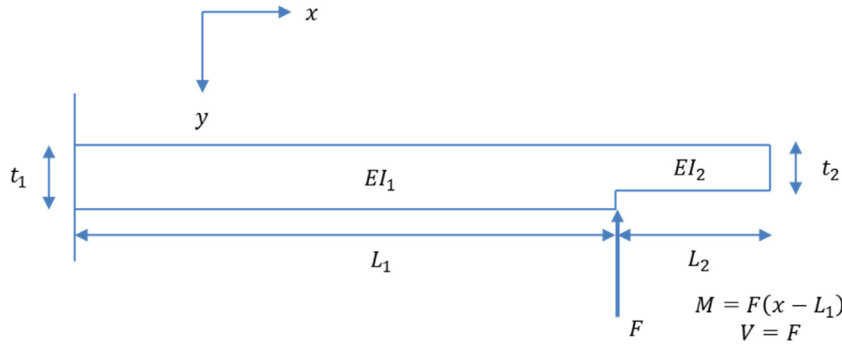 x
y
t₁
EI₁
EI₂
t₂
L₁
L₂
F
M = F(x − L₁)
V = F